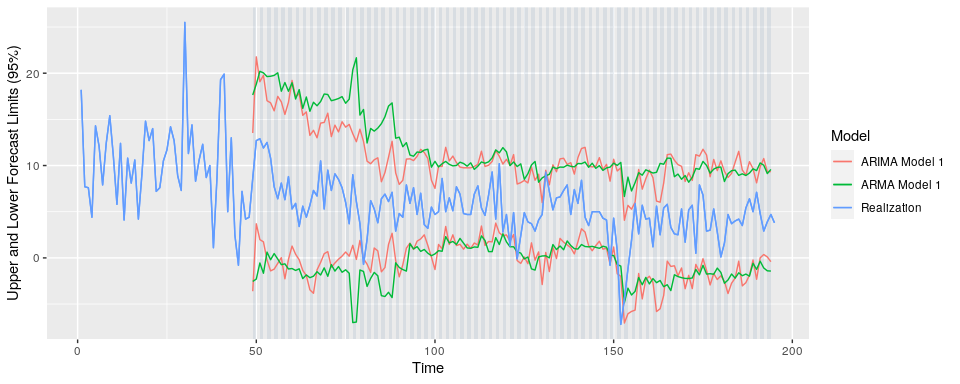 Upper and Lower Forecast Limits (95%)
20
10
0
0
50
100
150
200
Time
Model
ARIMA Model 1
ARMA Model 1
Realization